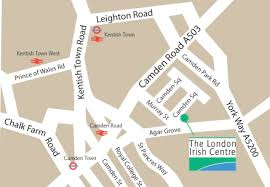 Leighton Road
Kentish Town
Kentish Town West
Prince of Wales Rd
Kentish Town Road
Camden Road A503
Camden Park Rd
Camden Sq.
Murray St
Camden Sq.
York Way A5200
Agar Grove
Chalk Farm Road
Camden Road
Camden Town
Royal College St
Camden St
St Pancras Way
The London
Irish Centre